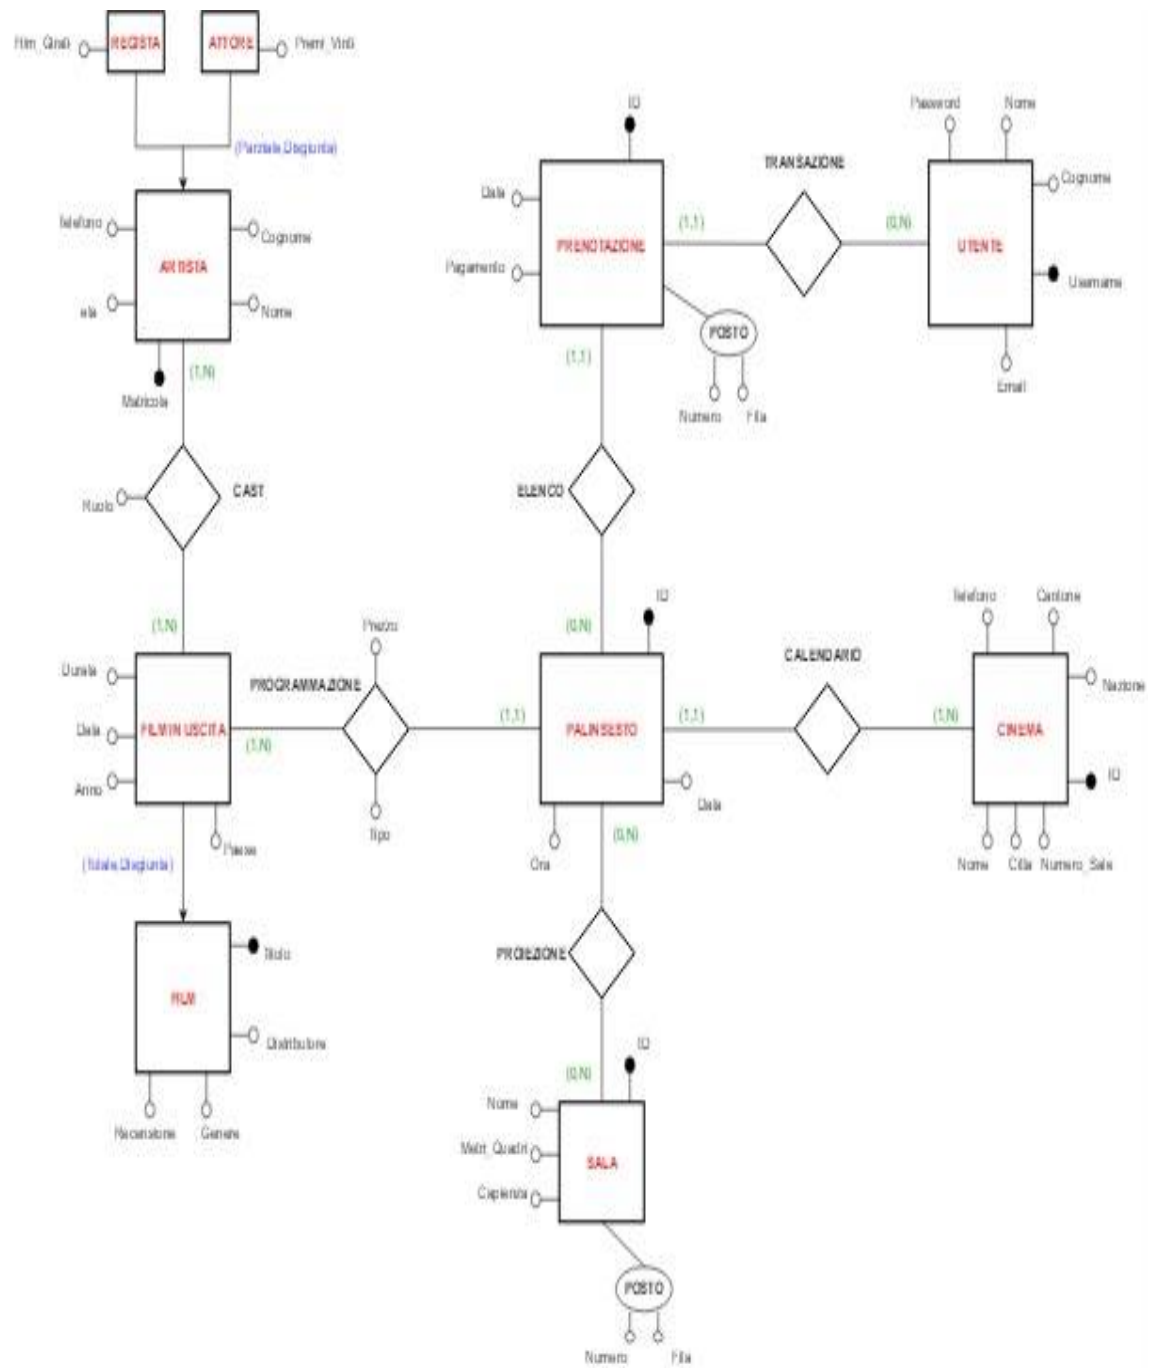 Film_Girati
REGISTA
ATTORE
Premi_Vinti
(Parziale,Disgiunta)
Telefono
Cognome
ARTISTA
eta
Nome
Matricola
(1,N)
Ruolo
CAST
(1,N)
Durata
Data
Anno
FILM IN USCITA
Paese
(1,N)
(Totale,Disgiunta)
FILM
Titolo
Distributore
Recensione
Genere
PROGRAMMAZIONE
Prezzo
Tipo
(1,1)
ID
Data
Pagamento
PRENOTAZIONE
(1,1)
TRANSAZIONE
(0,N)
Password
Nome
Cognome
UTENTE
Username
Email
POSTO
Numero
Fila
(1,1)
ELENCO
(0,N)
ID
PALINSESTO
(1,1)
Data
Ora
(0,N)
CALENDARIO
(1,N)
Telefono
Cantone
Nazione
CINEMA
ID
Nome
Citta
Numero_Sale
PROIEZIONE
(0,N)
ID
Nome
Metri_Quadri
Capienza
SALA
POSTO
Numero
Fila